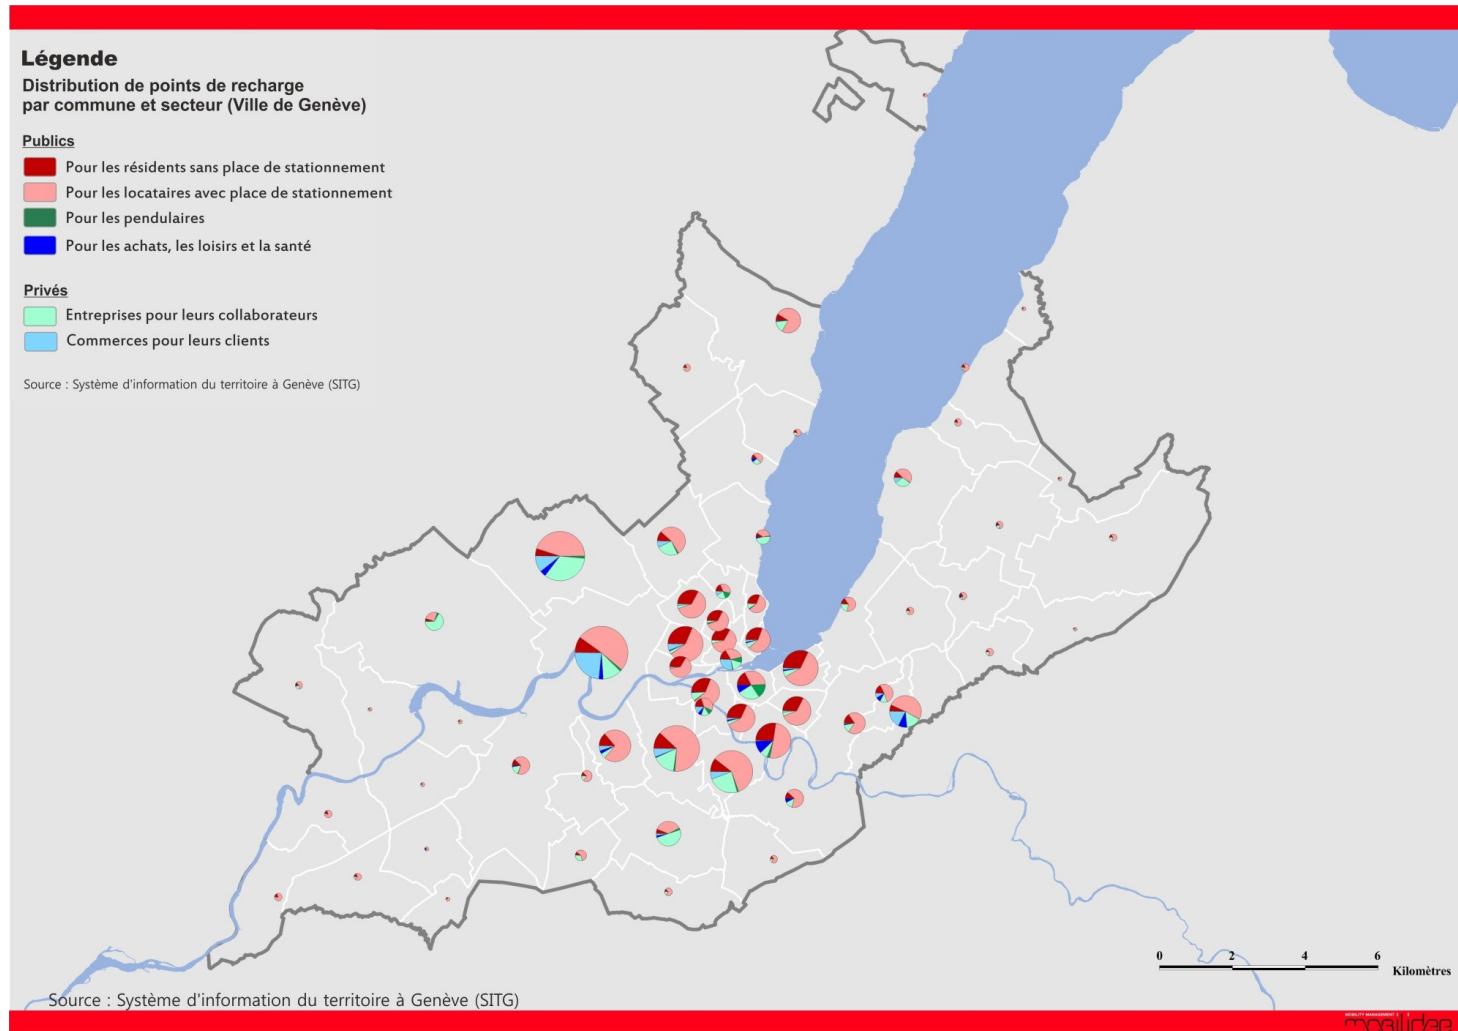 Légende
Distribution de points de recharge
par commune et secteur (Ville de Genève)
Publics
Pour les résidents sans place de stationnement
Pour les locataires avec place de stationnement
Pour les pendulaires
Pour les achats, les loisirs et la santé
Privés
Entreprises pour leurs collaborateurs
Commerces pour leurs clients
Source : Système d'information du territoire à Genève (SITG)
0 2 4 6
Kilomètres
Source : Système d'information du territoire à Genève (SITG)
MOBILITY MANAGEMENT